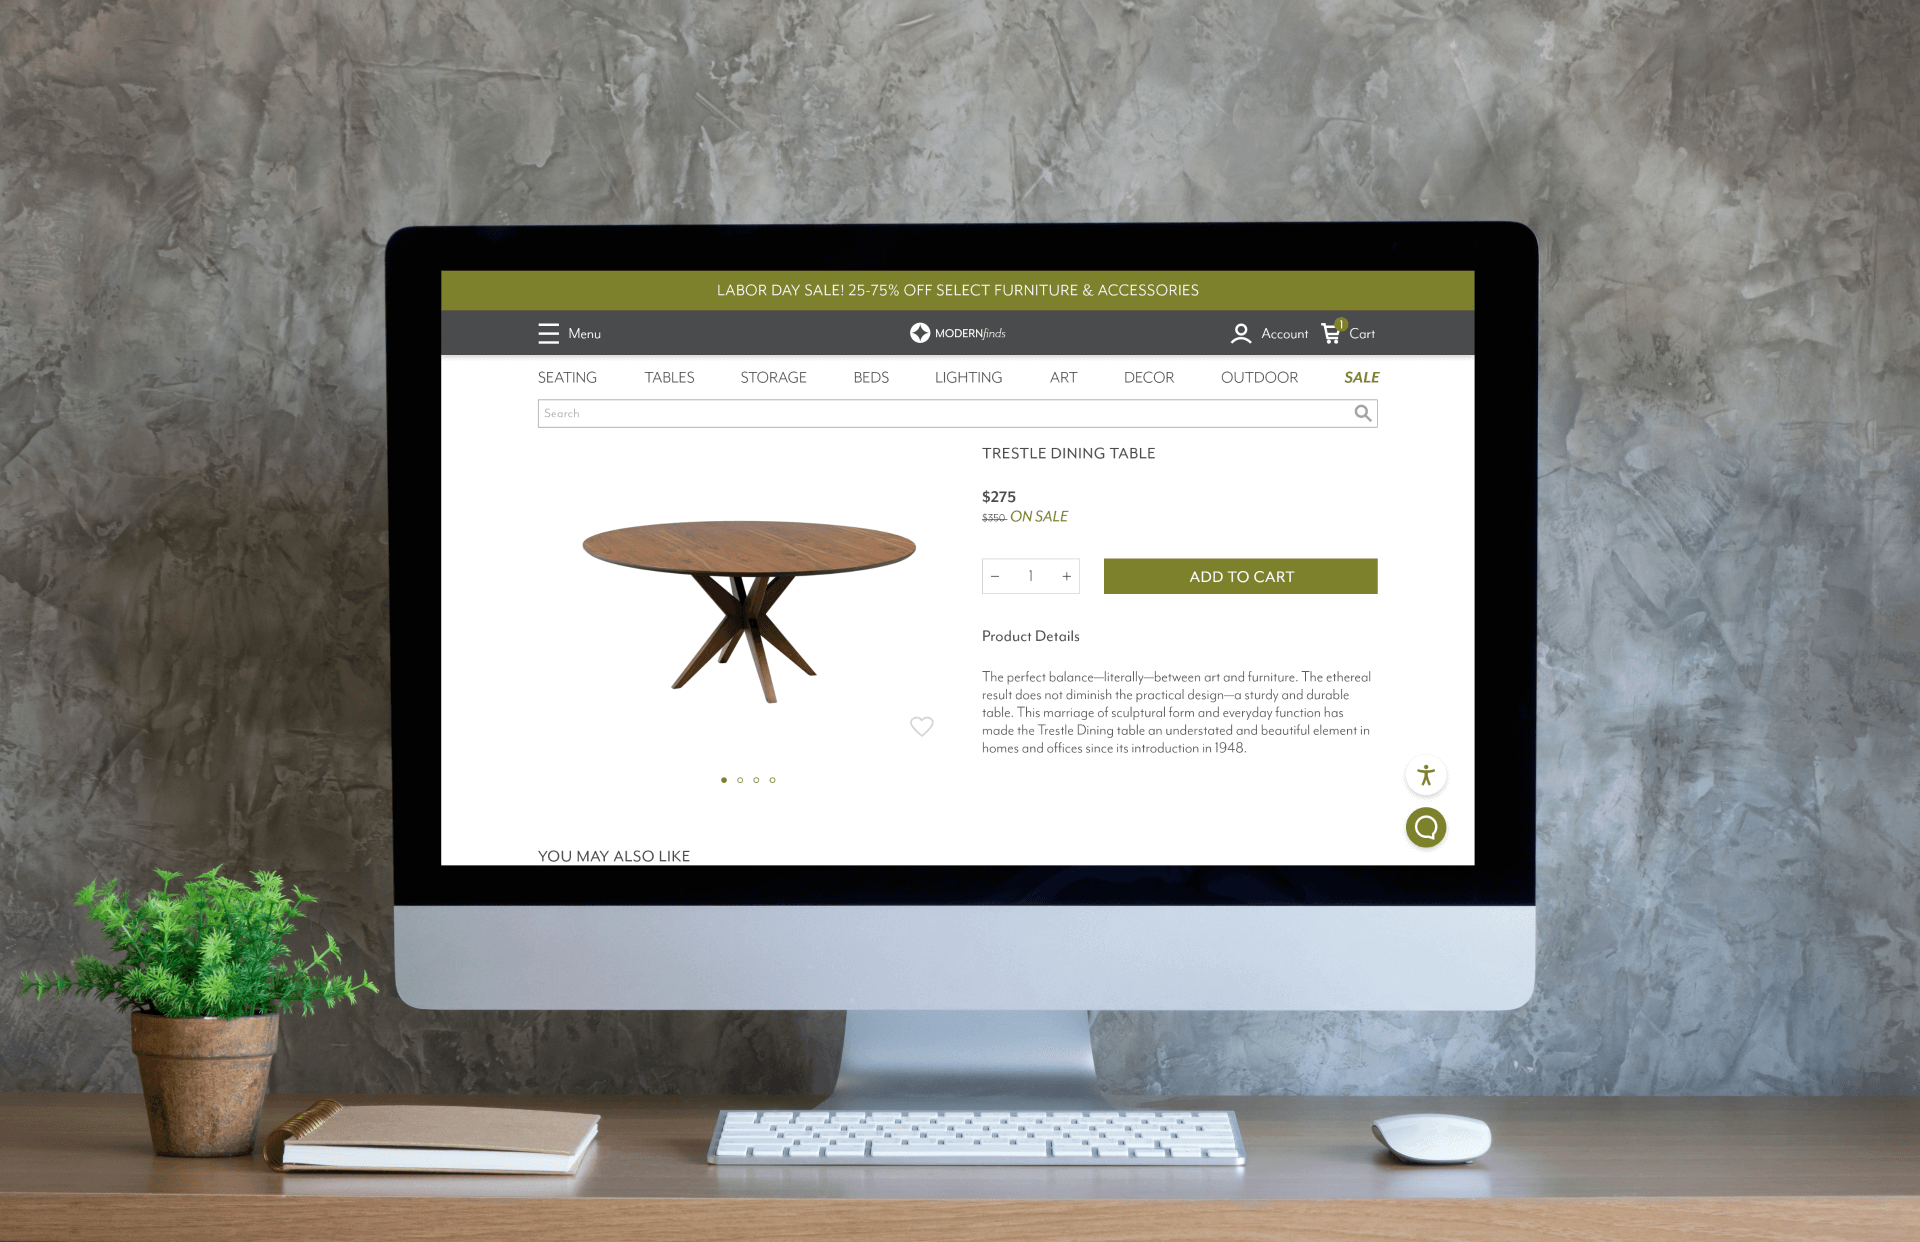 LABOR DAY SALE! 25-75% OFF SELECT FURNITURE & ACCESSORIES
Menu
MODERNfinds
Account
1
Cart
SEATING TABLES STORAGE BEDS LIGHTING ART DECOR OUTDOOR SALE
Search
TRESTLE DINING TABLE
$275
$350 ON SALE
− 1 +
ADD TO CART
Product Details
The perfect balance—literally—between art and furniture. The ethereal
result does not diminish the practical design—a sturdy and durable
table. This marriage of sculptural form and everyday function has
made the Trestle Dining table an understated and beautiful element in
homes and offices since its introduction in 1948.
YOU MAY ALSO LIKE